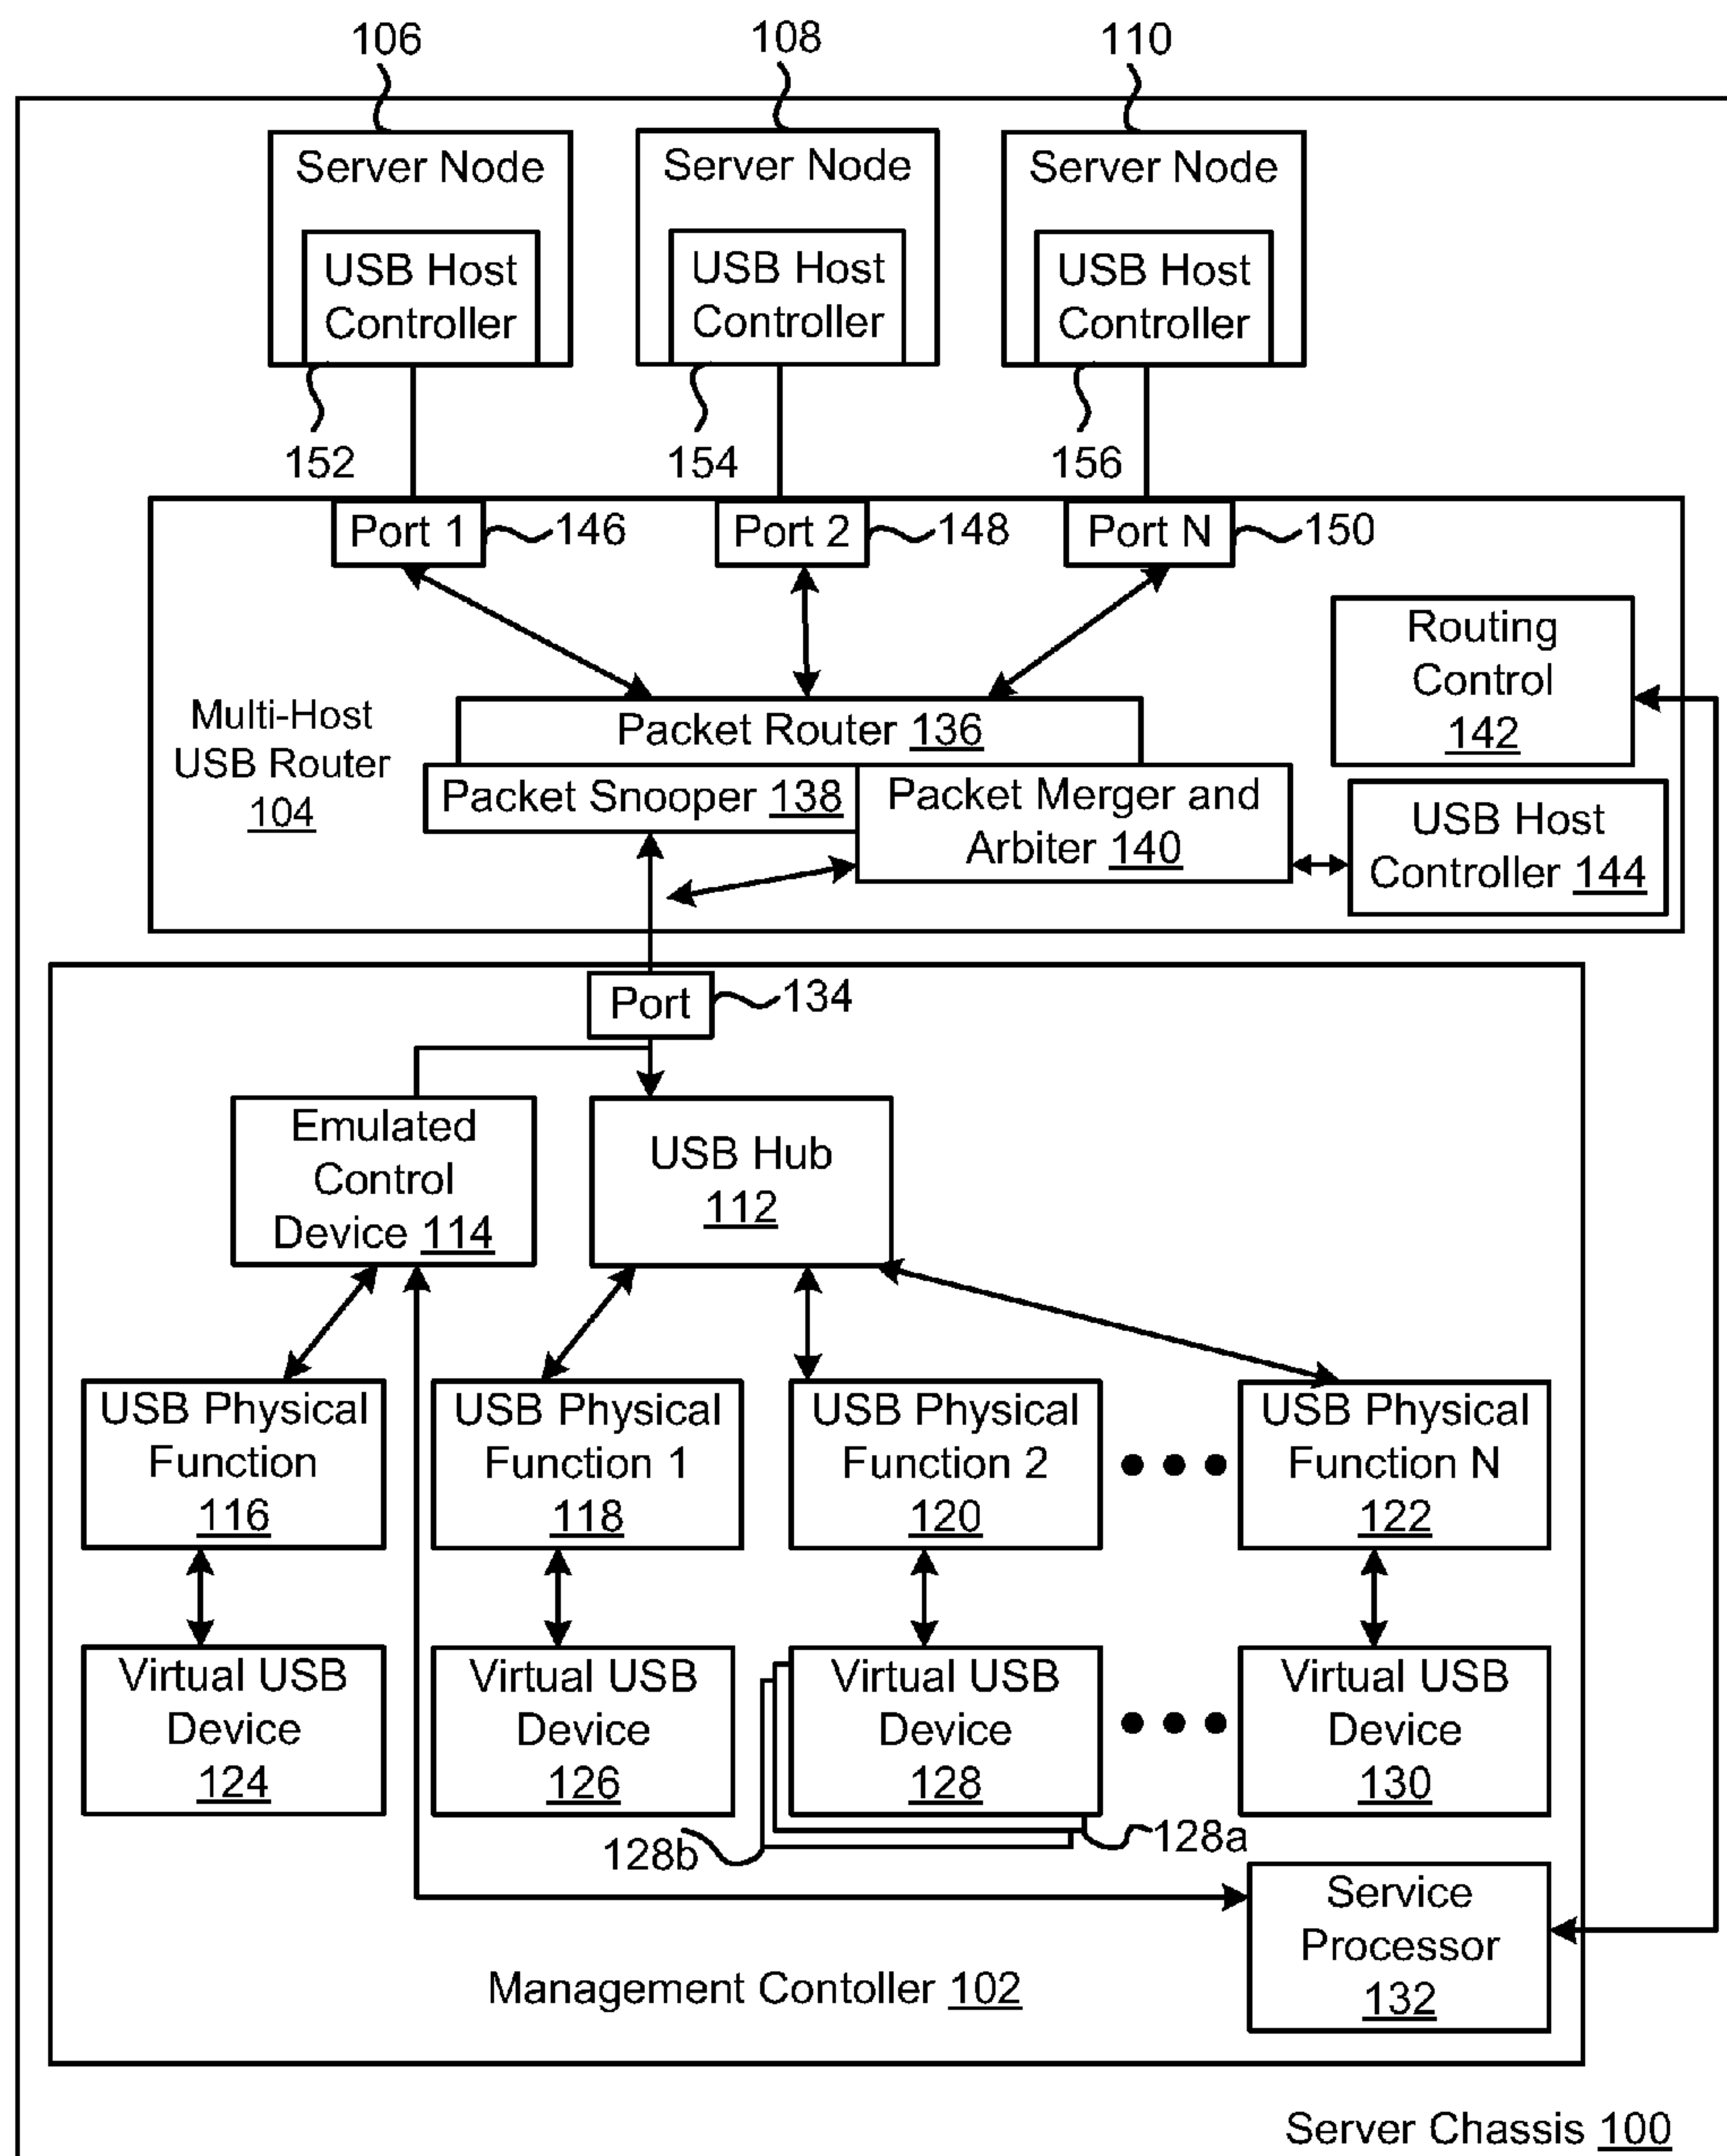 106
108
110
Server Node
Server Node
Server Node
USB Host
Controller
USB Host
Controller
USB Host
Controller
152
154
156
Port 1
146
Port 2
148
Port N
150
Routing
Control
142
Multi-Host
USB Router
104
Packet Router 136
Packet Snooper 138
Packet Merger and
Arbiter 140
USB Host
Controller 144
Port
134
Emulated
Control
Device 114
USB Hub
112
USB Physical
Function
116
USB Physical
Function 1
118
USB Physical
Function 2
120
USB Physical
Function N
122
Virtual USB
Device
124
Virtual USB
Device
126
Virtual USB
Device
128
Virtual USB
Device
130
128b
128a
Service
Processor
132
Management Contoller 102
Server Chassis 100